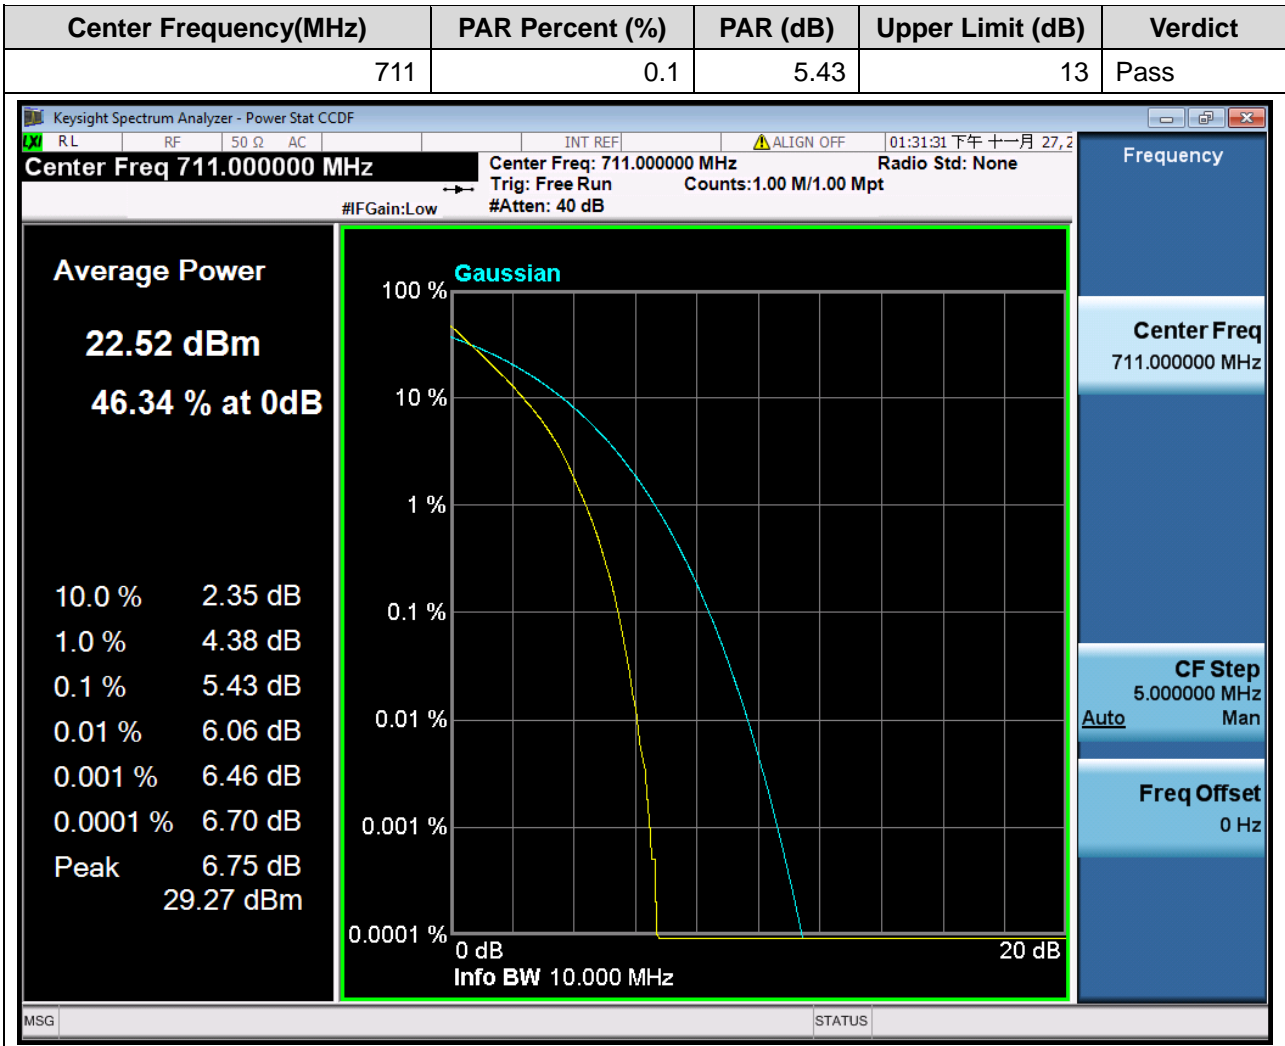 Center Frequency(MHz) PAR Percent (%) PAR (dB) Upper Limit (dB) Verdict
711 0.1 5.43 13 Pass
Keysight Spectrum Analyzer - Power Stat CCDF
LXI RL RF 50 Ω AC INT REF ALIGN OFF 01:31:31 下午 十一月 27, 2
Center Freq 711.000000 MHz
#IFGain:Low
Center Freq: 711.000000 MHz Radio Std: None
Trig: Free Run Counts:1.00 M/1.00 Mpt
#Atten: 40 dB
Average Power
22.52 dBm
46.34 % at 0dB
10.0 % 2.35 dB
1.0 % 4.38 dB
0.1 % 5.43 dB
0.01 % 6.06 dB
0.001 % 6.46 dB
0.0001 % 6.70 dB
Peak 6.75 dB
29.27 dBm
Gaussian
100 %
10 %
1 %
0.1 %
0.01 %
0.001 %
0.0001 %
0 dB 20 dB
Info BW 10.000 MHz
Frequency
Center Freq
711.000000 MHz
CF Step
5.000000 MHz
Auto Man
Freq Offset
0 Hz
MSG STATUS